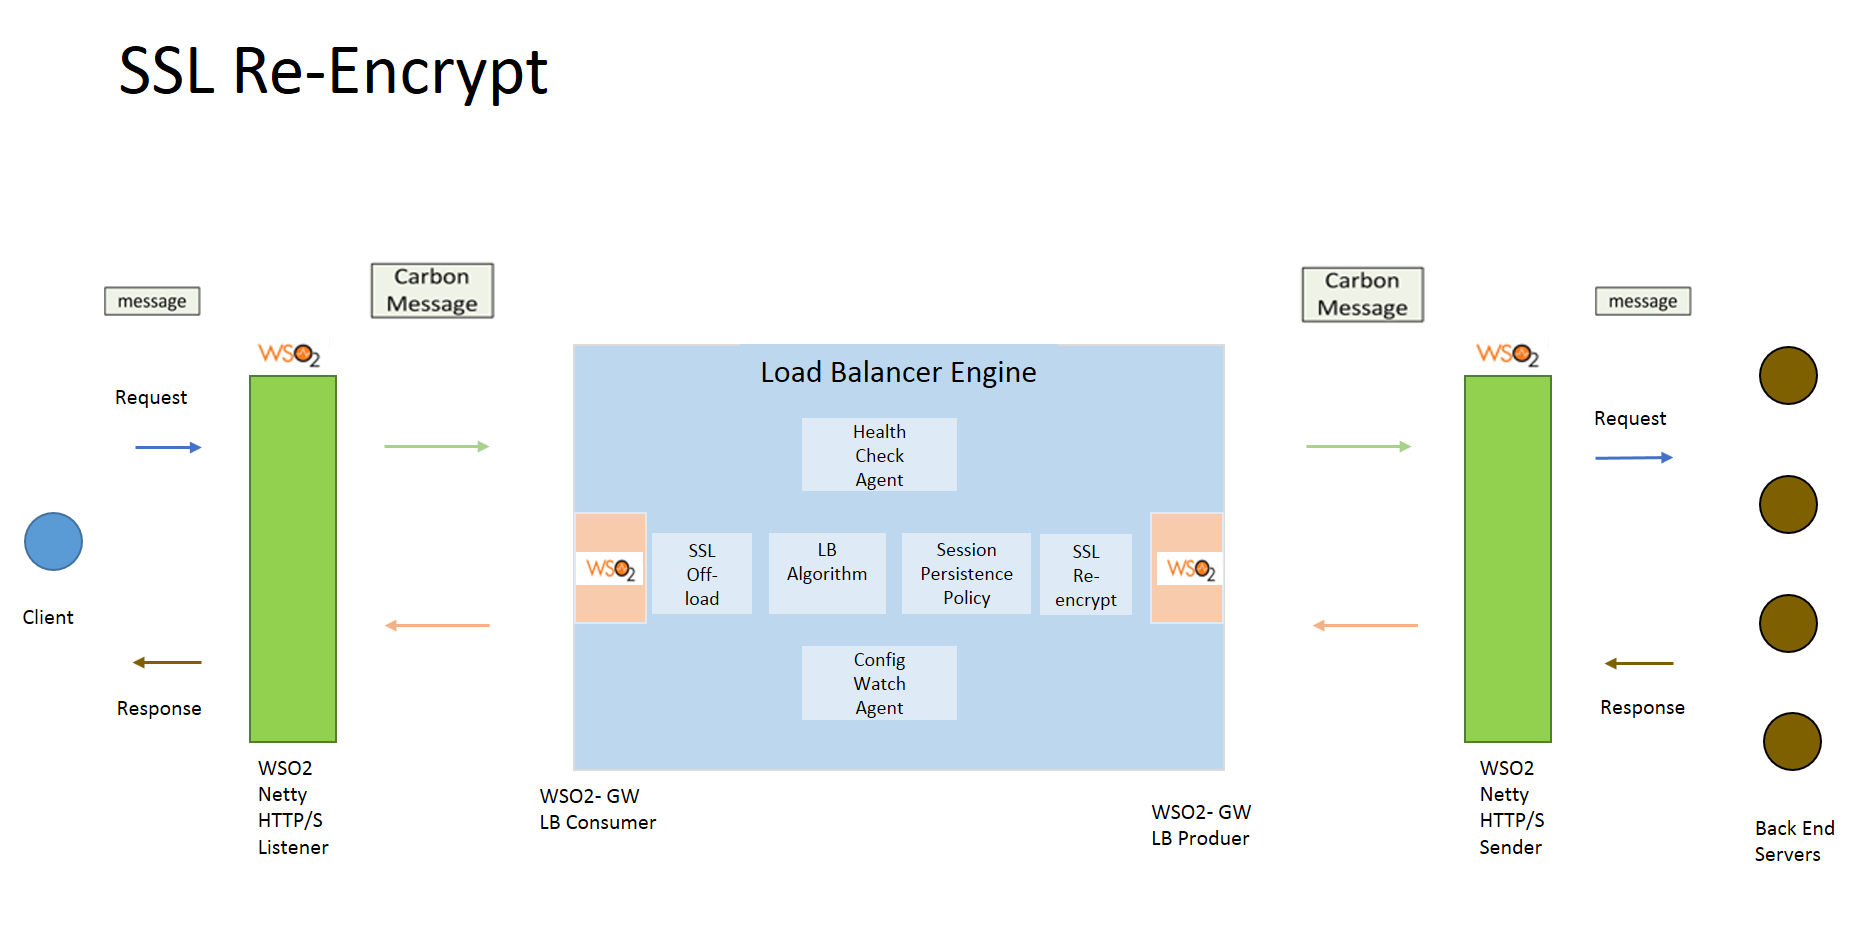 SSL Re-Encrypt
message
Carbon
Message
Carbon
Message
message
WSO2
WSO2
Request
Request
Load Balancer Engine
Health
Check
Agent
WSO2
SSL
Off-
load
LB
Algorithm
Session
Persistence
Policy
SSL
Re-
encrypt
WSO2
Client
Config
Watch
Agent
Response
Response
WSO2
Netty
HTTP/S
Listener
WSO2- GW
LB Consumer
WSO2- GW
LB Produer
WSO2
Netty
HTTP/S
Sender
Back End
Servers